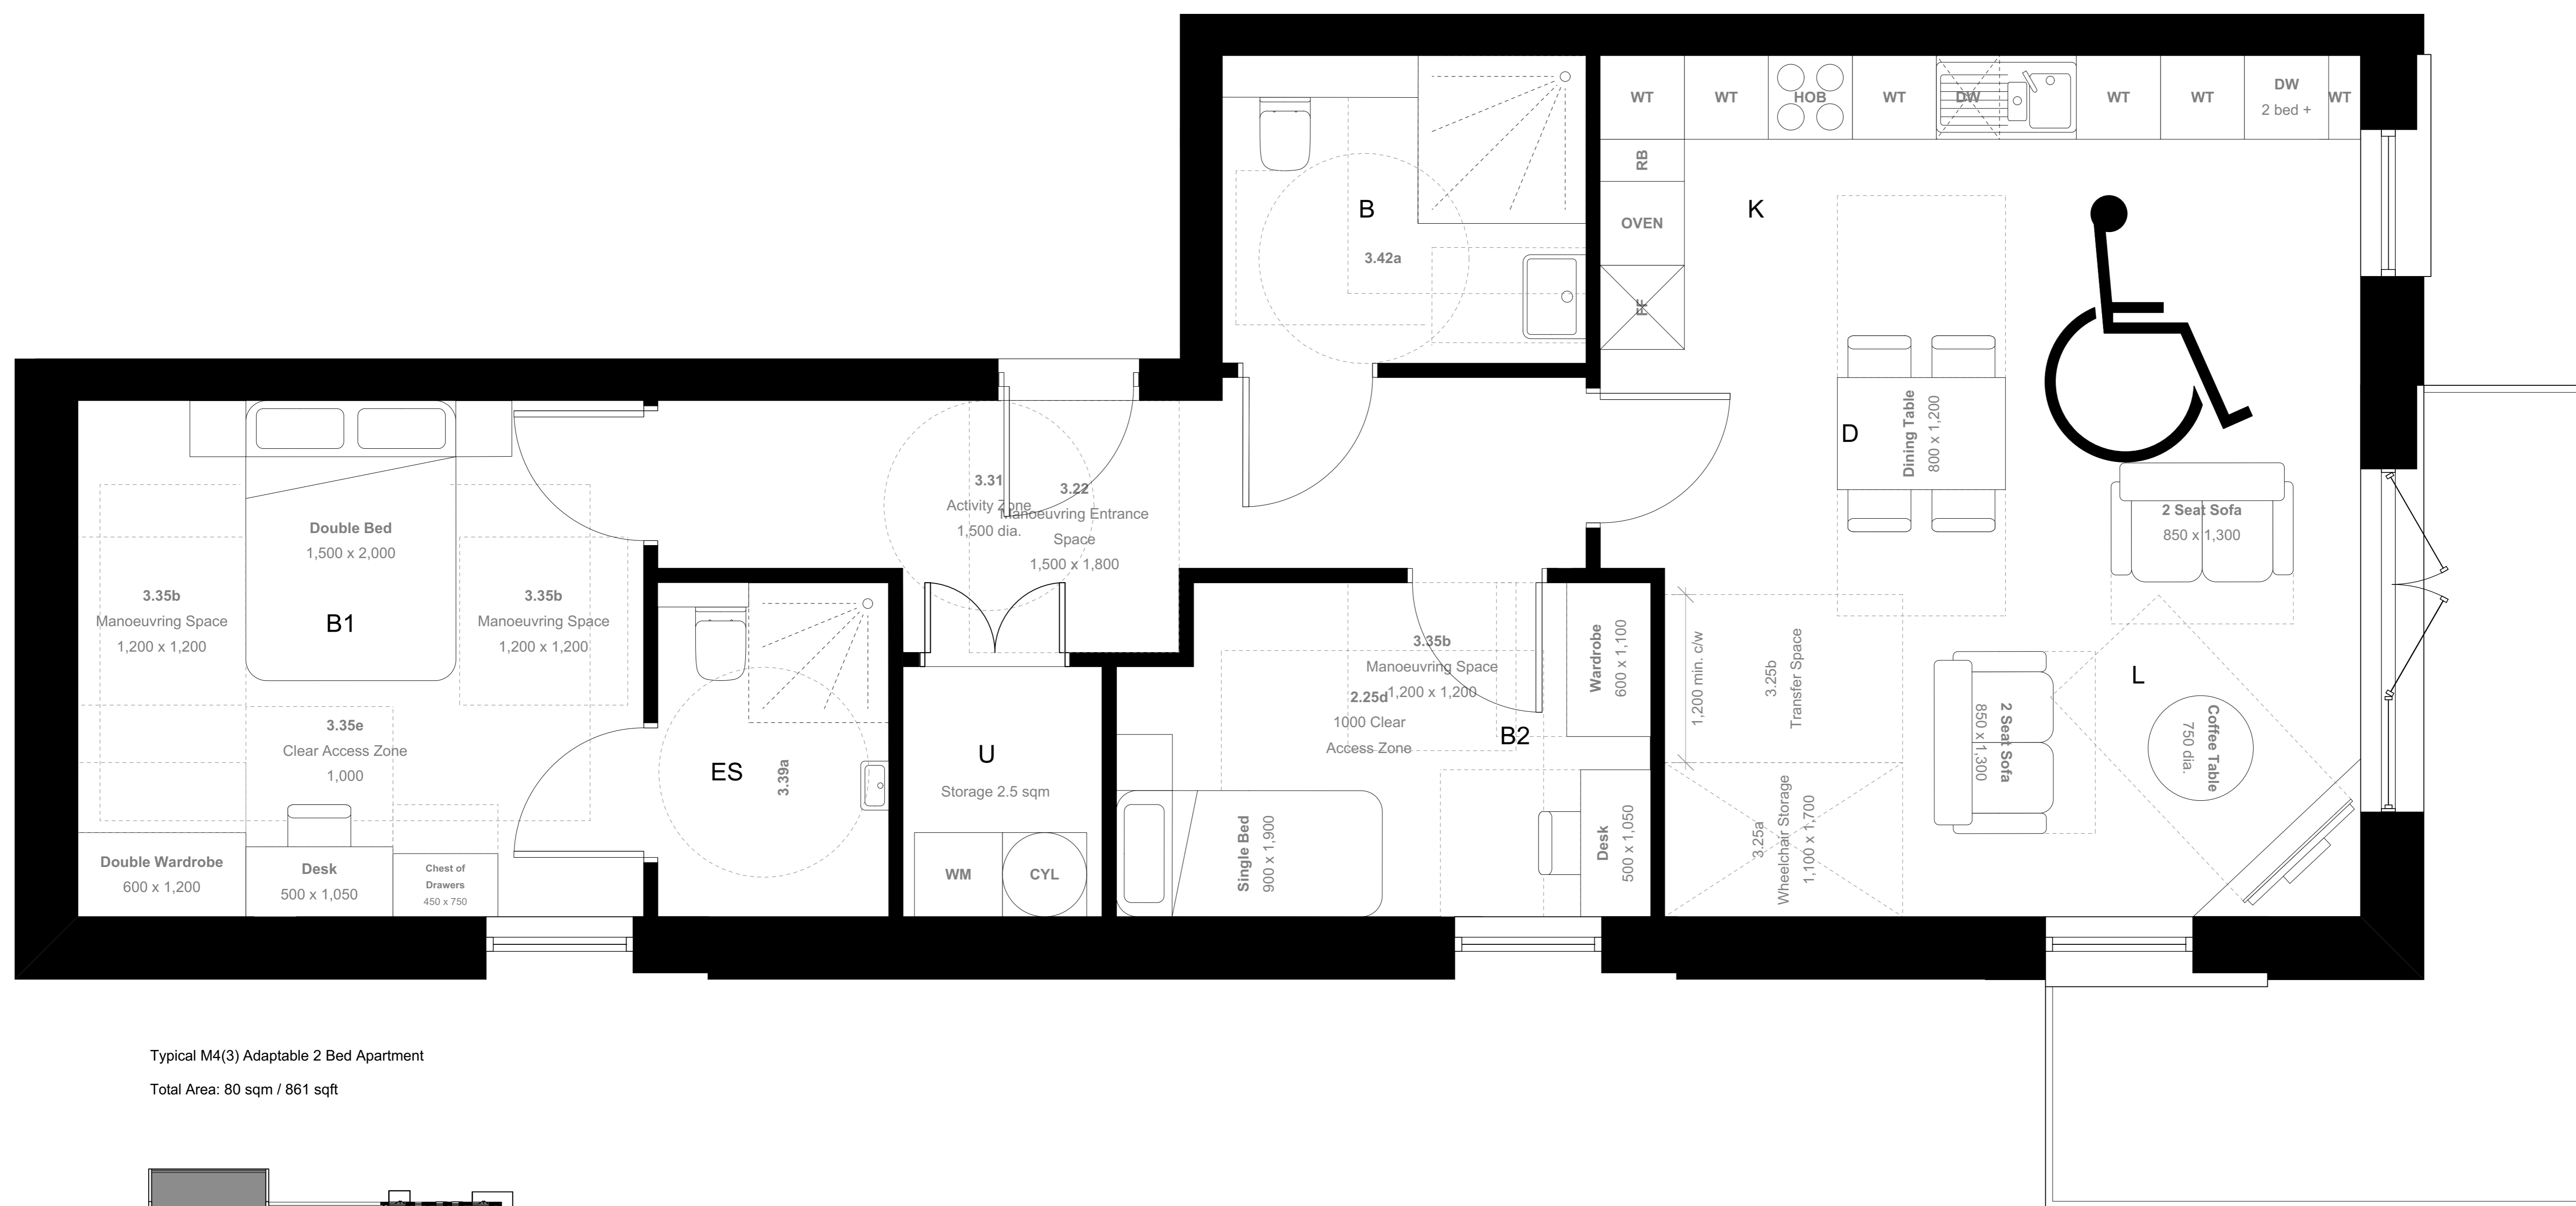 WT
WT
HOB
WT
DW
WT
WT
DW
2 bed +
WT
RB
OVEN
FF
B
3.42a
K
D
Dining Table
800 x 1,200
2 Seat Sofa
850 x 1,300
3.31
Activity Zone
1,500 dia.
3.22
Manoeuvring Entrance
Space
1,500 x 1,800
Double Bed
1,500 x 2,000
3.35b
Manoeuvring Space
1,200 x 1,200
B1
3.35b
Manoeuvring Space
1,200 x 1,200
3.35e
Clear Access Zone
1,000
Double Wardrobe
600 x 1,200
Desk
500 x 1,050
Chest of
Drawers
450 x 750
ES
3.39a
U
Storage 2.5 sqm
WM
CYL
3.35b
Manoeuvring Space
1,200 x 1,200
2.25d
1000 Clear
Access Zone
B2
Wardrobe
600 x 1,100
Single Bed
900 x 1,900
Desk
500 x 1,050
1,200 min. c/w
3.25b
Transfer Space
3.25a
Wheelchair Storage
1,100 x 1,700
2 Seat Sofa
850 x 1,300
L
Coffee Table
750 dia.
Typical M4(3) Adaptable 2 Bed Apartment
Total Area: 80 sqm / 861 sqft